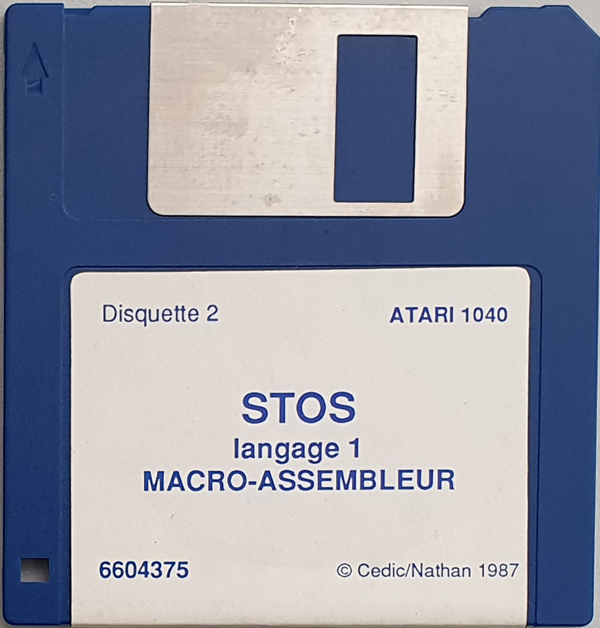 Disquette 2 ATARI 1040
STOS
langage 1
MACRO-ASSEMBLEUR
6604375 © Cedic/Nathan 1987